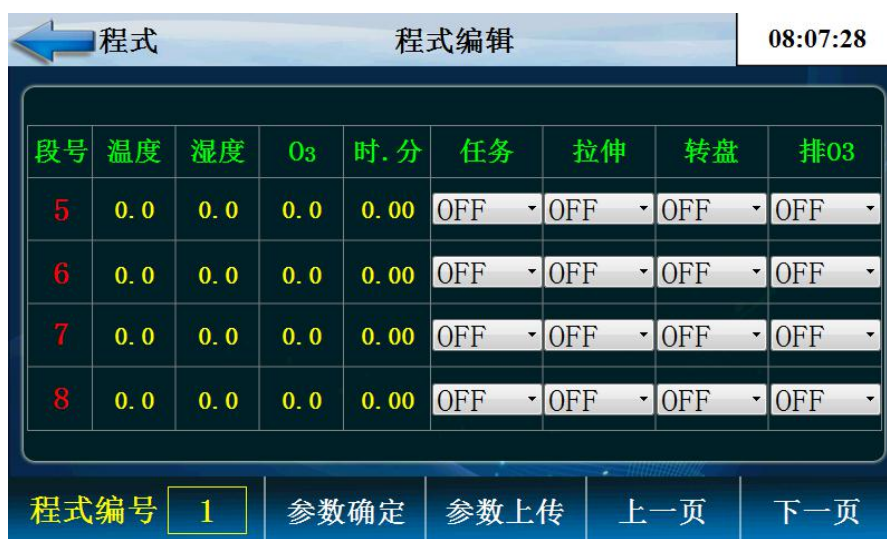 程式 程式编辑 08:07:28
段号 温度 湿度 O₃ 时.分 任务 拉伸 转盘 排O3
5 0.0 0.0 0.0 0.00 OFF OFF OFF OFF
6 0.0 0.0 0.0 0.00 OFF OFF OFF OFF
7 0.0 0.0 0.0 0.00 OFF OFF OFF OFF
8 0.0 0.0 0.0 0.00 OFF OFF OFF OFF
程式编号 1 参数确定 参数上传 上一页 下一页